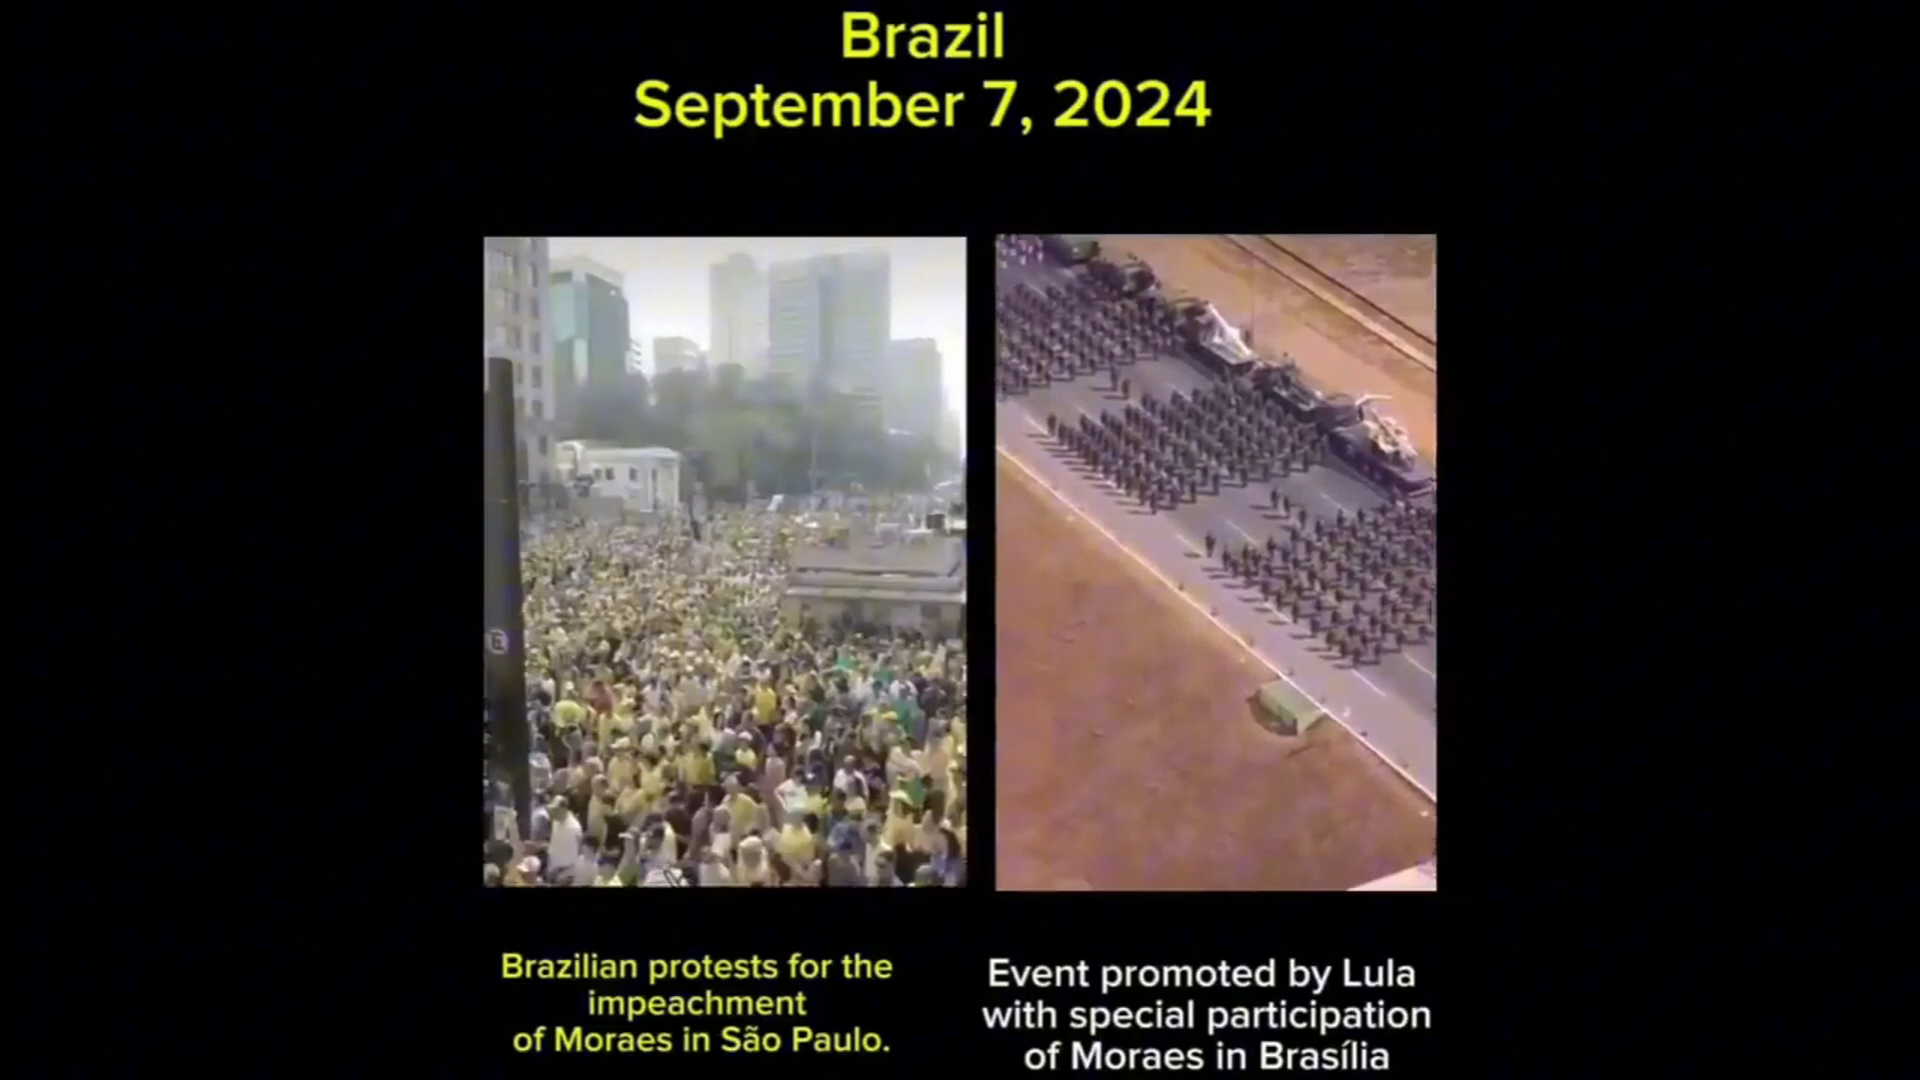 Brazil
September 7, 2024
Brazilian protests for the
impeachment
of Moraes in São Paulo.
Event promoted by Lula
with special participation
of Moraes in Brasília